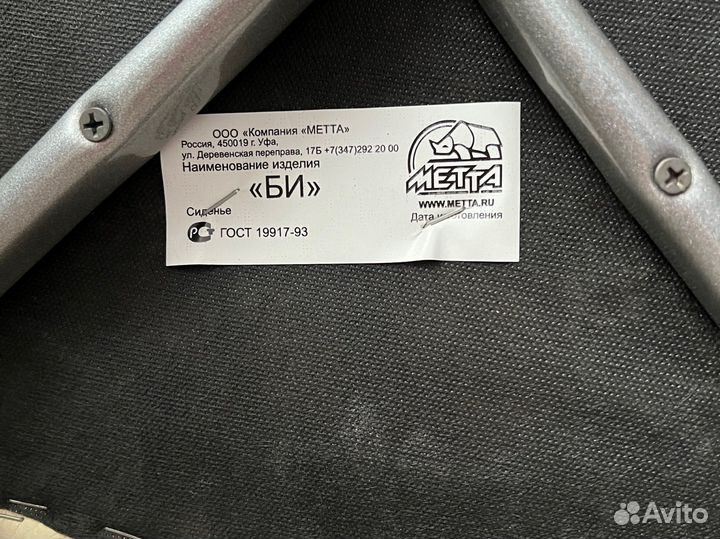 ООО «Компания «МЕТТА»
Россия, 450019 г. Уфа,
ул. Деревенская переправа, 17Б +7(347)292 20 00
Наименование изделия
«БИ»
Сиденье
РСТ ГОСТ 19917-93
МЕТТА
WWW.METTA.RU
Дата изготовления
Avito